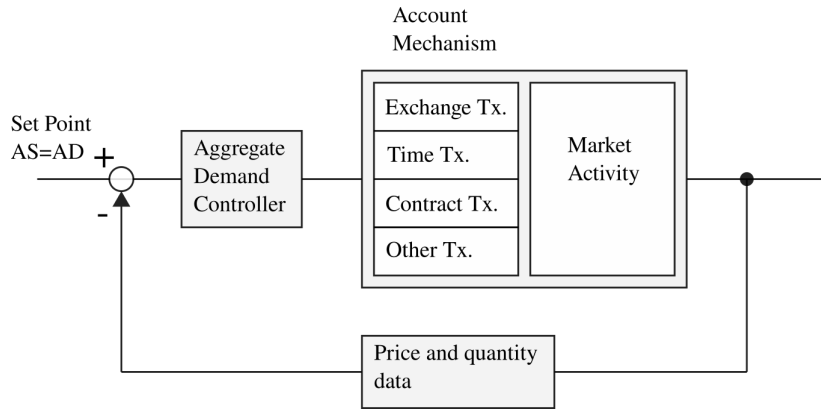 Account
Mechanism
Set Point
AS=AD
+
-
Aggregate
Demand
Controller
Exchange Tx.
Time Tx.
Contract Tx.
Other Tx.
Market
Activity
Price and quantity
data